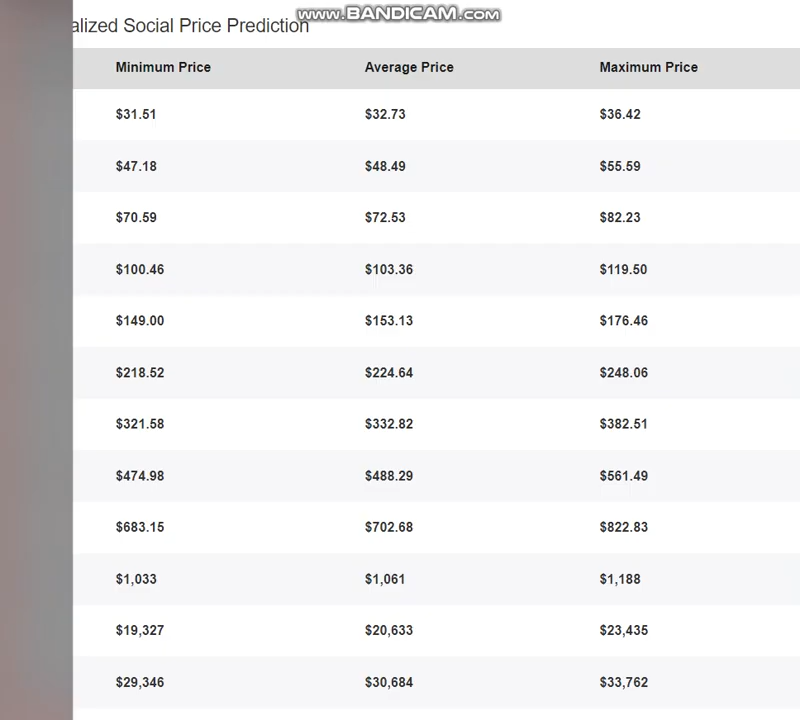 www.BANDICAM.com
alized Social Price Prediction
Minimum Price Average Price Maximum Price
$31.51 $32.73 $36.42
$47.18 $48.49 $55.59
$70.59 $72.53 $82.23
$100.46 $103.36 $119.50
$149.00 $153.13 $176.46
$218.52 $224.64 $248.06
$321.58 $332.82 $382.51
$474.98 $488.29 $561.49
$683.15 $702.68 $822.83
$1,033 $1,061 $1,188
$19,327 $20,633 $23,435
$29,346 $30,684 $33,762